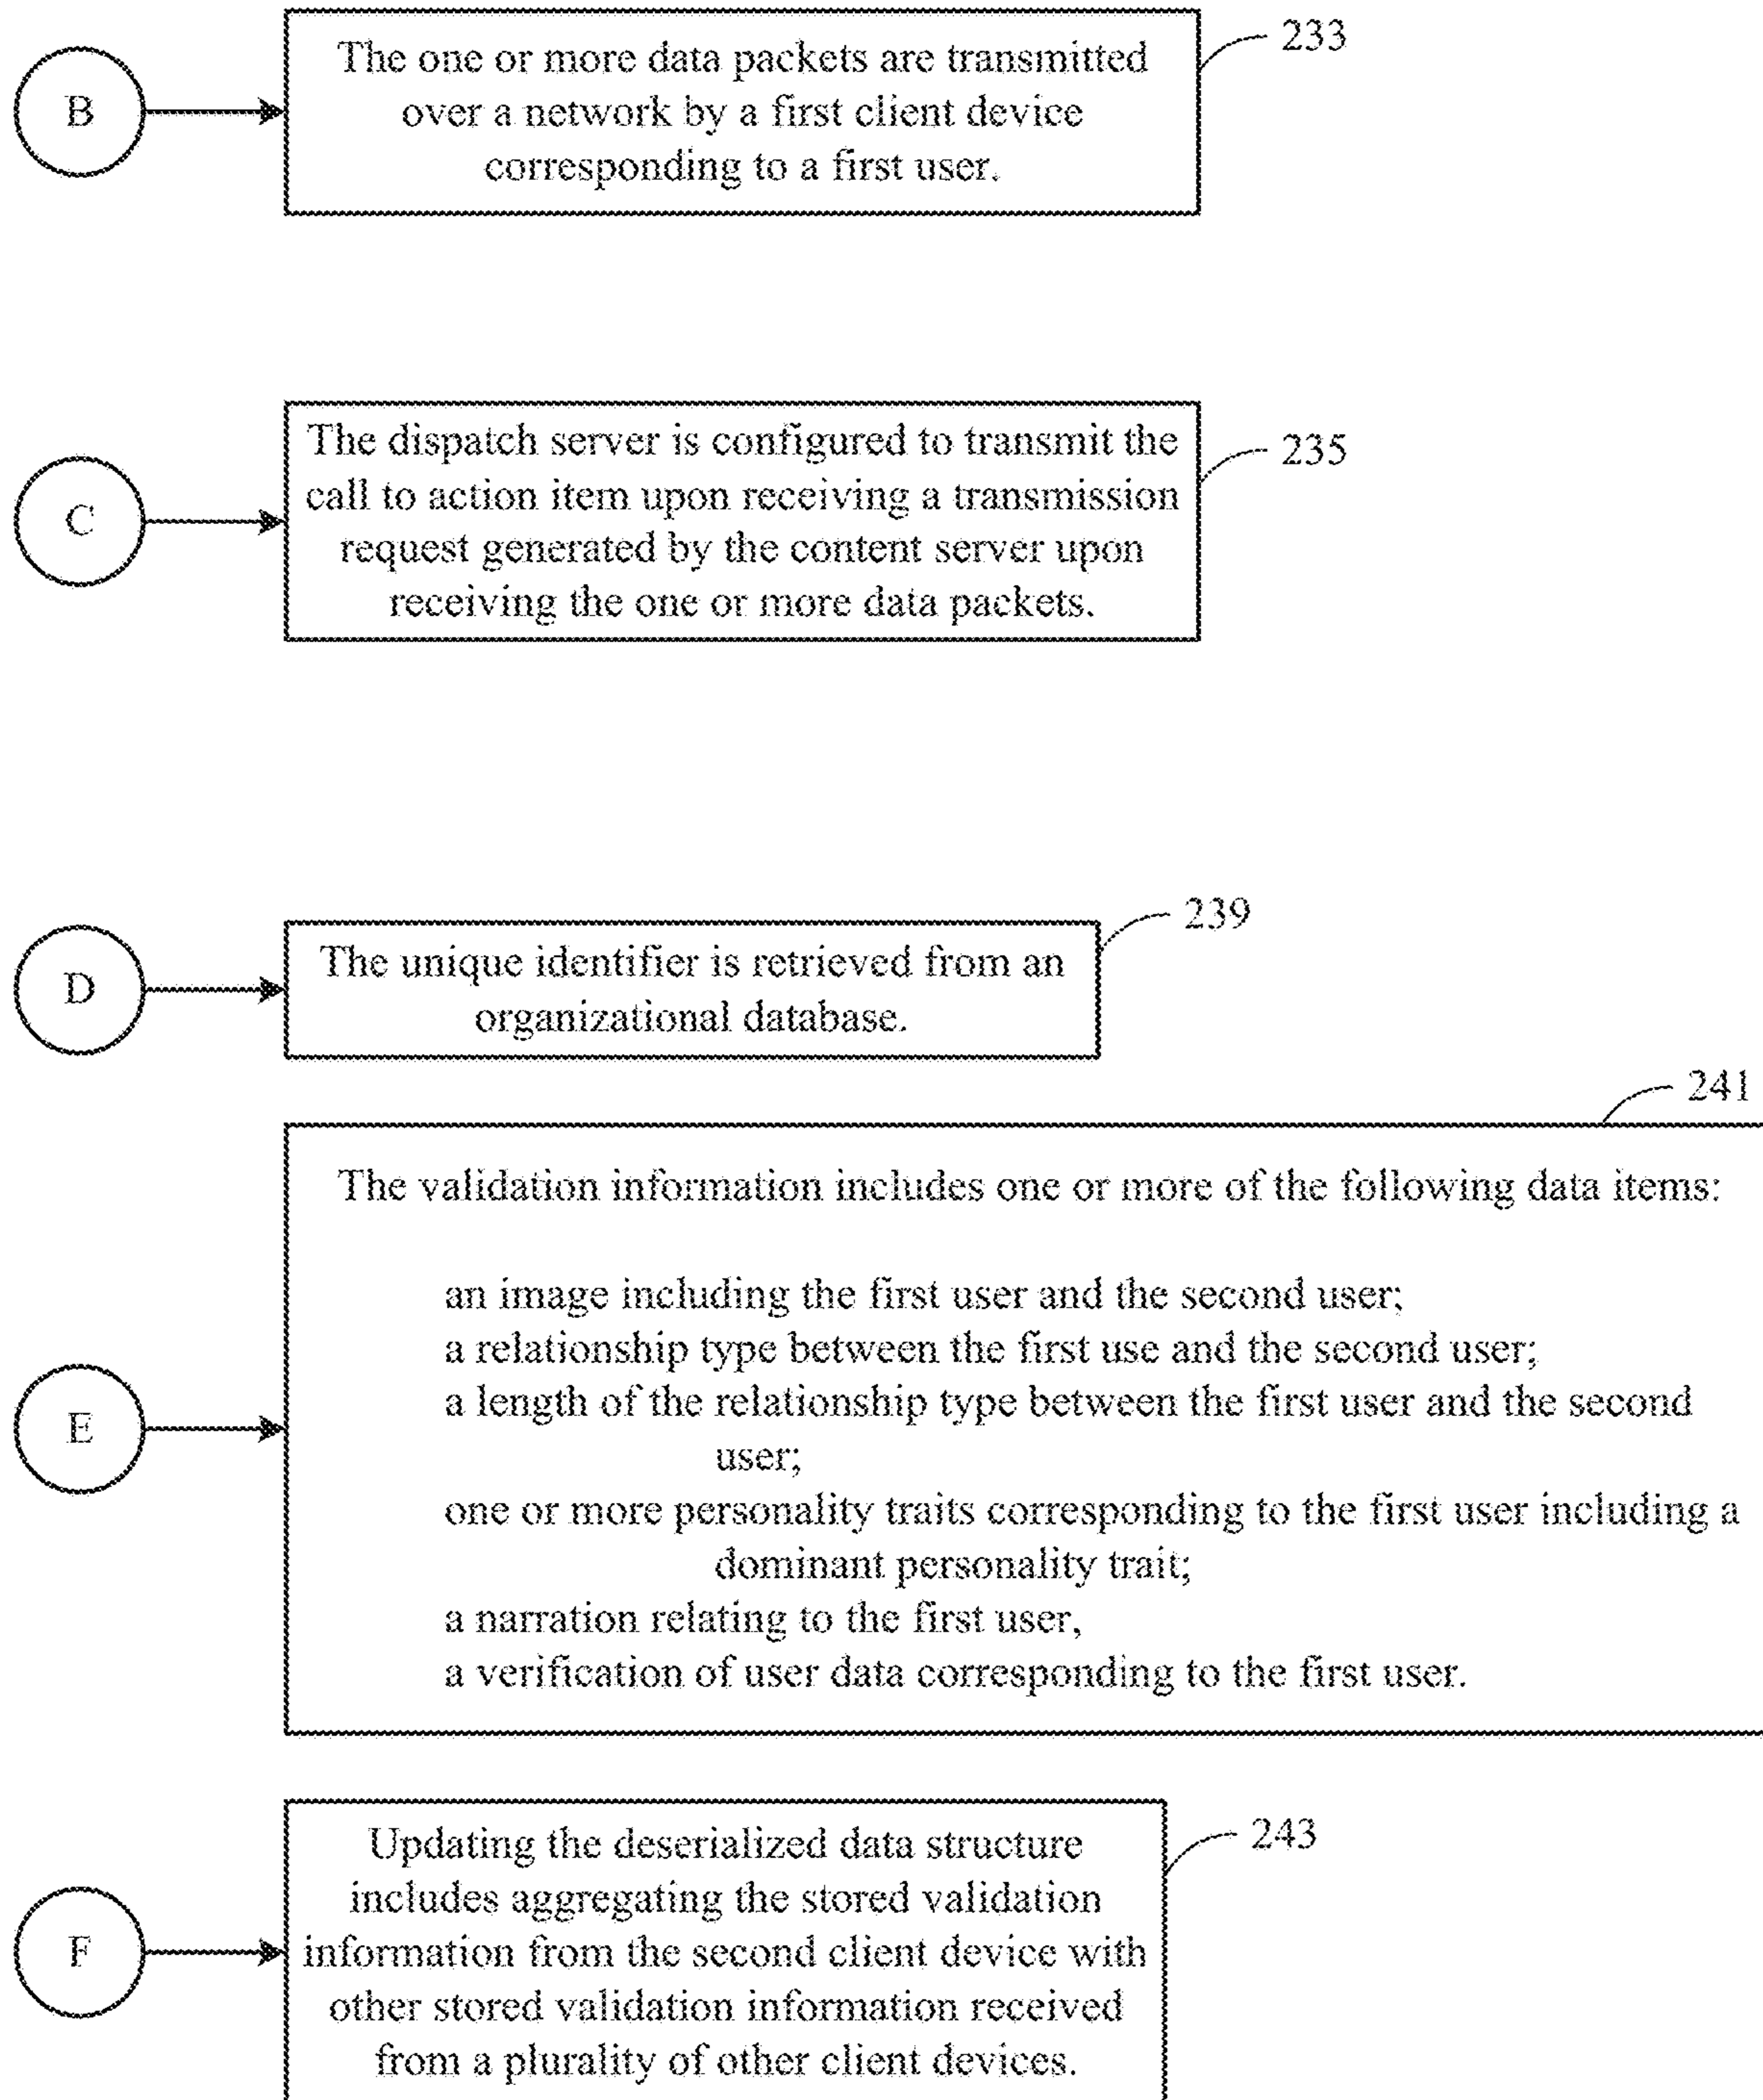 233
B
The one or more data packets are transmitted
over a network by a first client device
corresponding to a first user.
235
C
The dispatch server is configured to transmit the
call to action item upon receiving a transmission
request generated by the content server upon
receiving the one or more data packets.
239
D
The unique identifier is retrieved from an
organizational database.
241
E
The validation information includes one or more of the following data items:
an image including the first user and the second user;
a relationship type between the first use and the second user;
a length of the relationship type between the first user and the second
user;
one or more personality traits corresponding to the first user including a
dominant personality trait;
a narration relating to the first user,
a verification of user data corresponding to the first user.
243
F
Updating the deserialized data structure
includes aggregating the stored validation
information from the second client device with
other stored validation information received
from a plurality of other client devices.